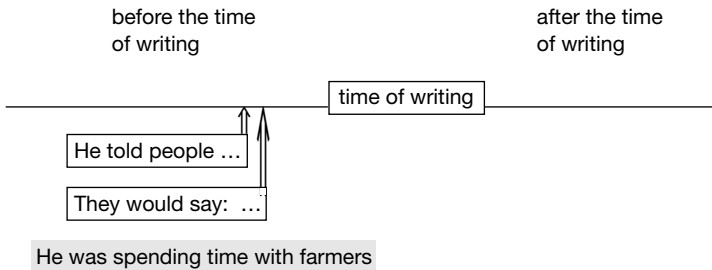 before the time
of writing
after the time
of writing
time of writing
He told people …
They would say: …
He was spending time with farmers